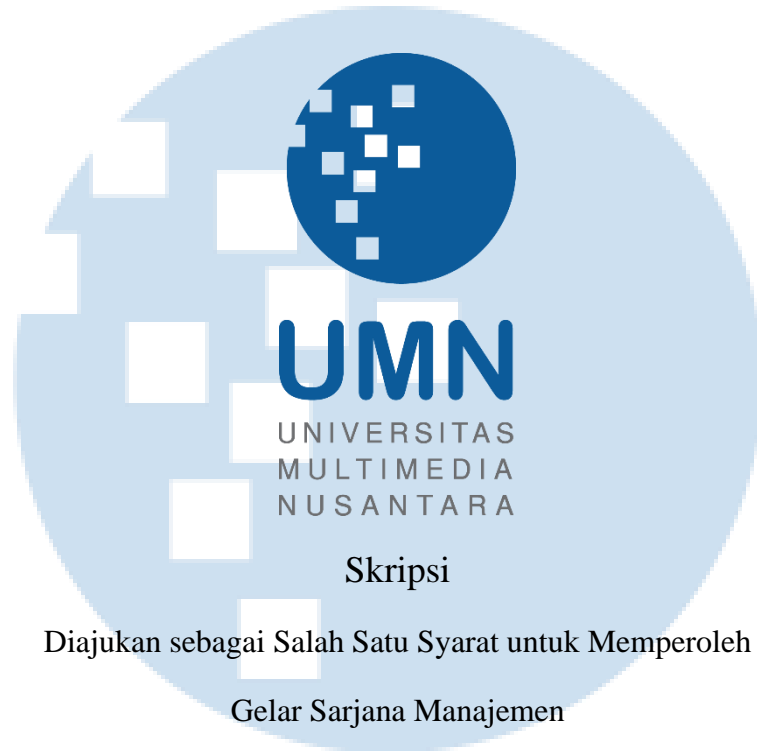 UMN
UNIVERSITAS
MULTIMEDIA
NUSANTARA
Skripsi
Diajukan sebagai Salah Satu Syarat untuk Memperoleh
Gelar Sarjana Manajemen